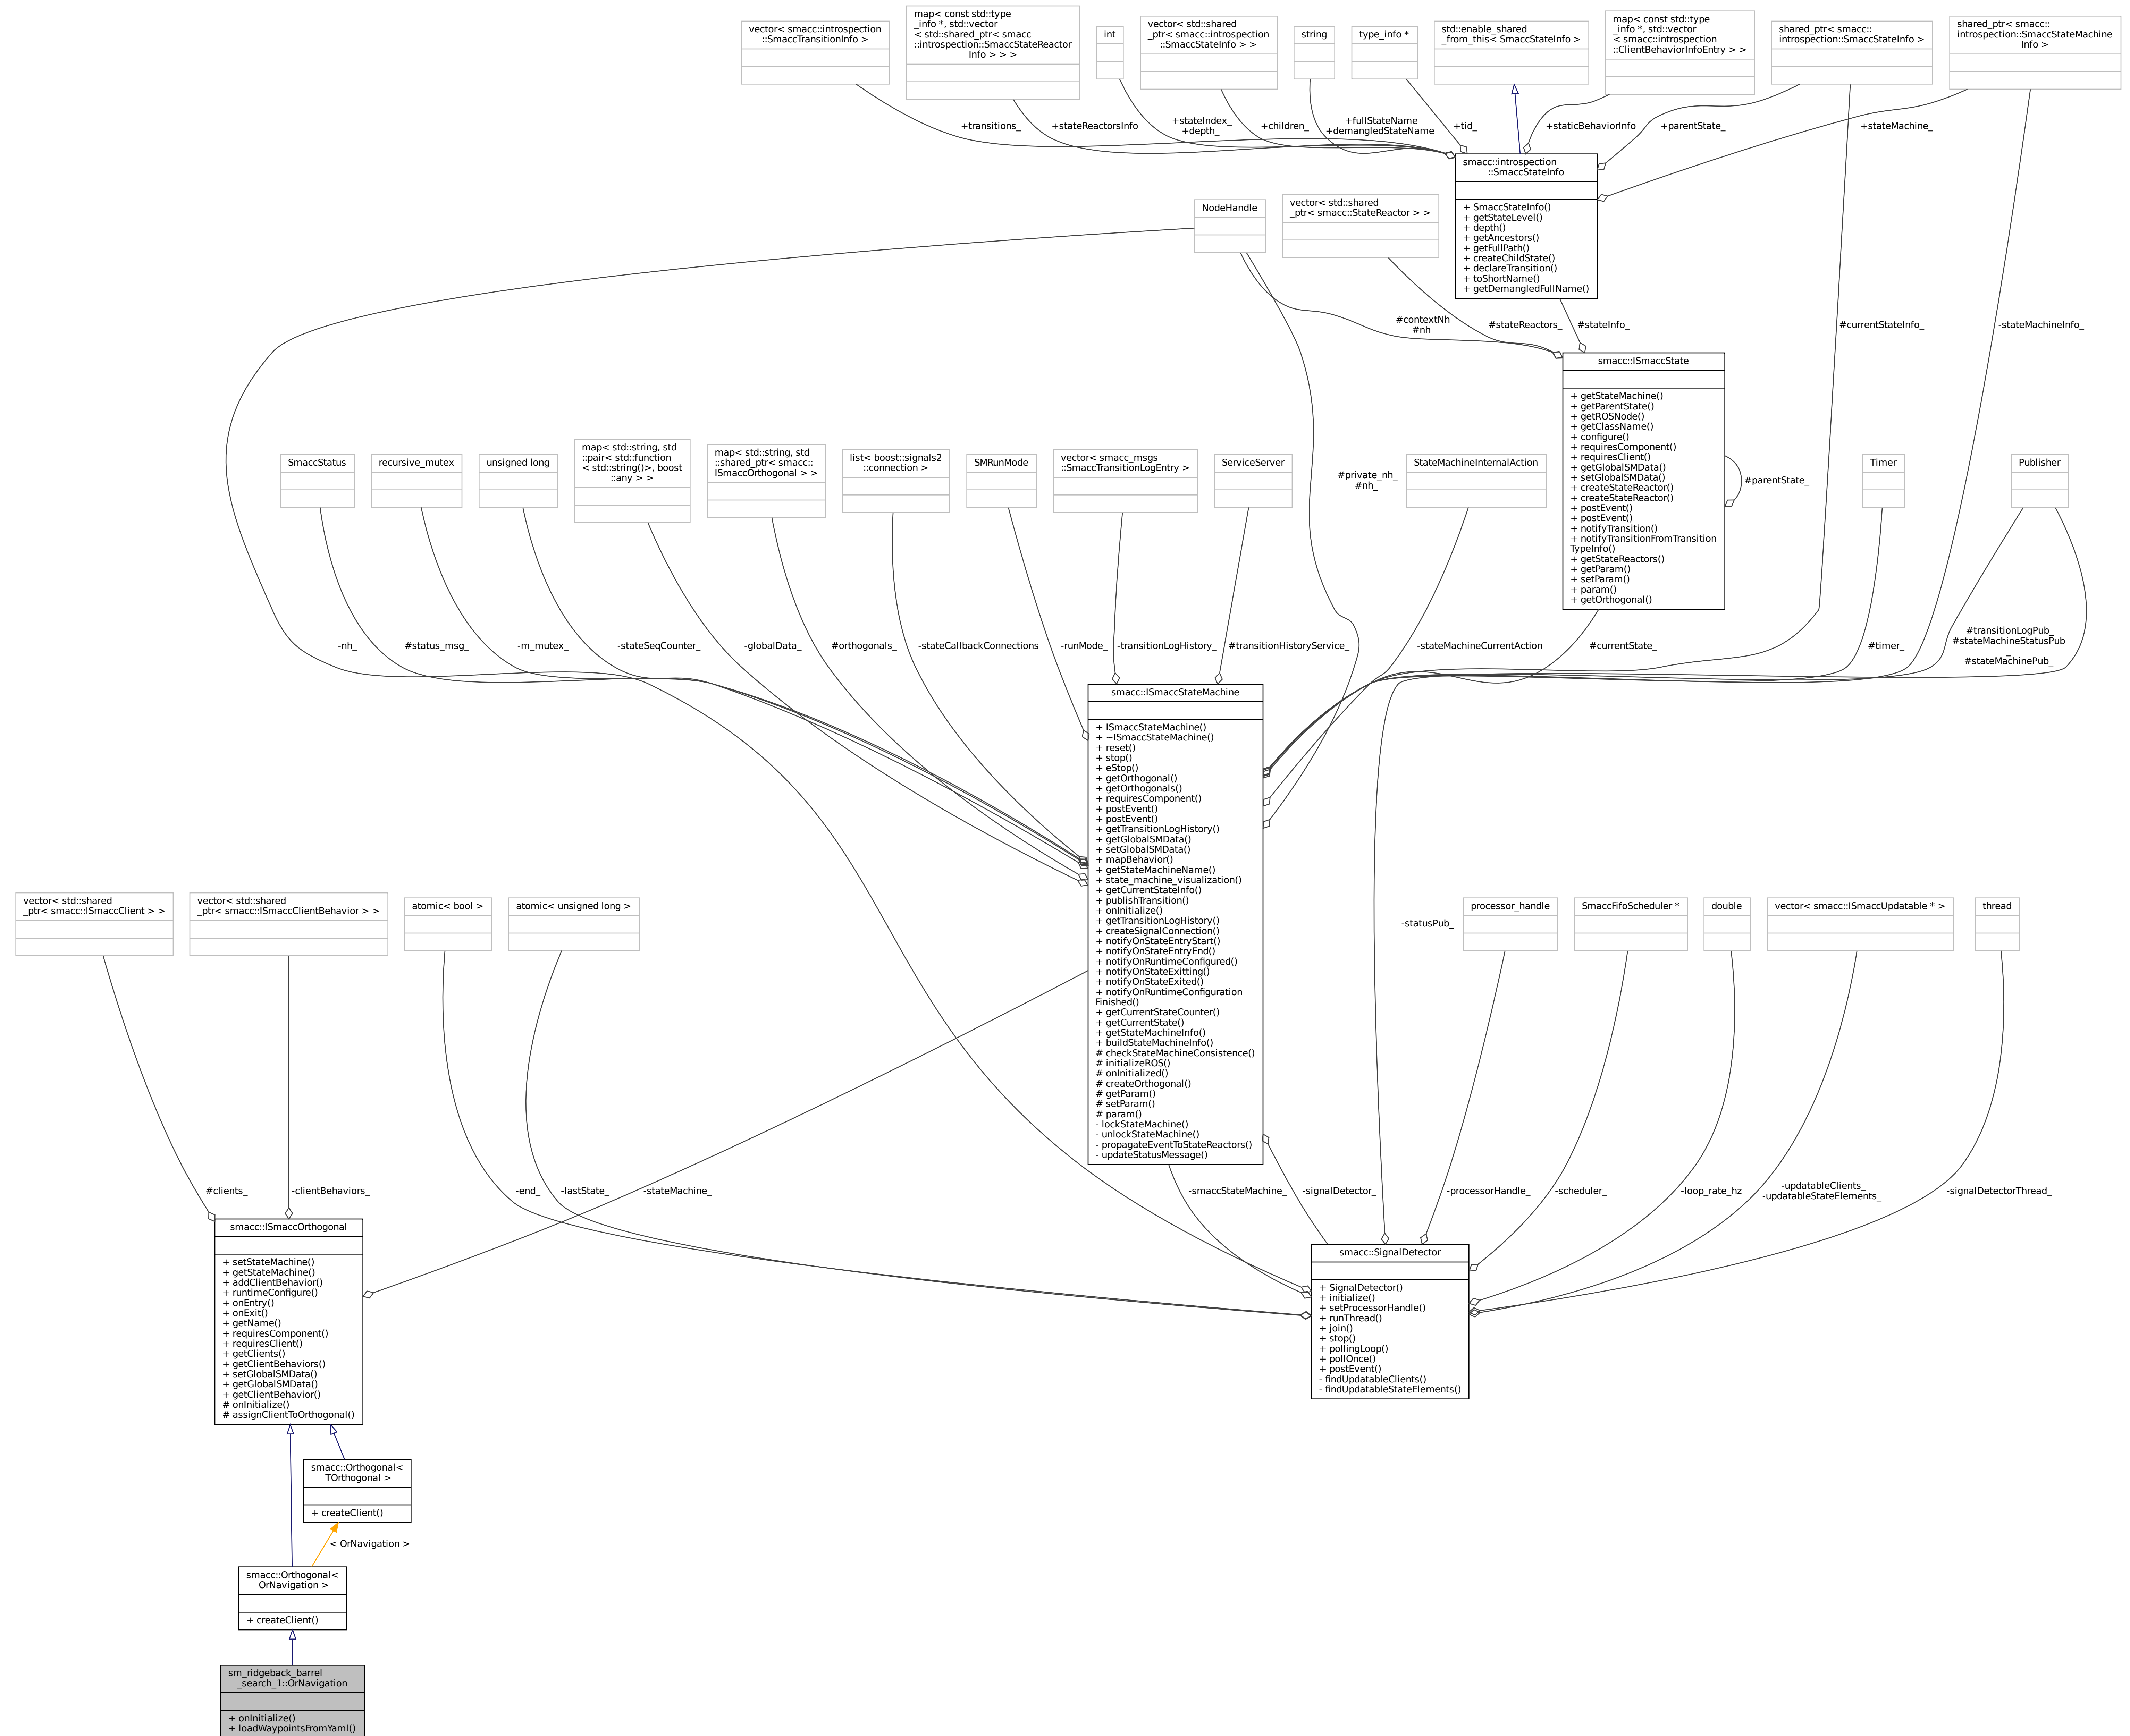 vector< smacc::introspection
::SmaccTransitionInfo >
map< const std::type
_info *, std::vector
< std::shared_ptr< smacc
::introspection::SmaccStateReactor
Info > > >
int
vector< std::shared
_ptr< smacc::introspection
::SmaccStateInfo > >
string
type_info *
std::enable_shared
_from_this< SmaccStateInfo >
map< const std::type
_info *, std::vector
< smacc::introspection
::ClientBehaviorInfoEntry > >
shared_ptr< smacc::
introspection::SmaccStateInfo >
shared_ptr< smacc::
introspection::SmaccStateMachine
Info >
+transitions_
+stateReactorsInfo
+stateIndex_
+depth_
+children_
+fullStateName
+demangledStateName
+tid_
+staticBehaviorInfo
+parentState_
+stateMachine_
smacc::introspection
::SmaccStateInfo
+ SmaccStateInfo()
+ getStateLevel()
+ depth()
+ getAncestors()
+ getFullPath()
+ createChildState()
+ declareTransition()
+ toShortName()
+ getDemangledFullName()
NodeHandle
vector< std::shared
_ptr< smacc::StateReactor > >
#contextNh
#nh
#stateReactors_
#stateInfo_
#currentStateInfo_
-stateMachineInfo_
smacc::ISmaccState
+ getStateMachine()
+ getParentState()
+ getROSNode()
+ getClassName()
+ configure()
+ requiresComponent()
+ requiresClient()
+ getGlobalSMData()
+ setGlobalSMData()
+ createStateReactor()
+ createStateReactor()
+ postEvent()
+ postEvent()
+ notifyTransition()
+ notifyTransitionFromTransition
TypeInfo()
+ getStateReactors()
+ getParam()
+ setParam()
+ param()
+ getOrthogonal()
#parentState_
SmaccStatus
recursive_mutex
unsigned long
map< std::string, std
::pair< std::function
< std::string()>, boost
::any > >
map< std::string, std
::shared_ptr< smacc::
ISmaccOrthogonal > >
list< boost::signals2
::connection >
SMRunMode
vector< smacc_msgs
::SmaccTransitionLogEntry >
ServiceServer
#private_nh_
#nh_
StateMachineInternalAction
Timer
Publisher
-nh_
#status_msg_
-m_mutex_
-stateSeqCounter_
-globalData_
#orthogonals_
-stateCallbackConnections
-runMode_
-transitionLogHistory_
#transitionHistoryService_
-stateMachineCurrentAction
#currentState_
#timer_
#transitionLogPub_
#stateMachineStatusPub
_
#stateMachinePub_
smacc::ISmaccStateMachine
+ ISmaccStateMachine()
+ ~ISmaccStateMachine()
+ reset()
+ stop()
+ eStop()
+ getOrthogonal()
+ getOrthogonals()
+ requiresComponent()
+ postEvent()
+ postEvent()
+ getTransitionLogHistory()
+ getGlobalSMData()
+ setGlobalSMData()
+ mapBehavior()
+ getStateMachineName()
+ state_machine_visualization()
+ getCurrentStateInfo()
+ publishTransition()
+ onInitialize()
+ getTransitionLogHistory()
+ createSignalConnection()
+ notifyOnStateEntryStart()
+ notifyOnStateEntryEnd()
+ notifyOnRuntimeConfigured()
+ notifyOnStateExitting()
+ notifyOnStateExited()
+ notifyOnRuntimeConfiguration
Finished()
+ getCurrentStateCounter()
+ getCurrentState()
+ getStateMachineInfo()
+ buildStateMachineInfo()
# checkStateMachineConsistence()
# initializeROS()
# onInitialized()
# createOrthogonal()
# getParam()
# setParam()
# param()
- lockStateMachine()
- unlockStateMachine()
- propagateEventToStateReactors()
- updateStatusMessage()
vector< std::shared
_ptr< smacc::ISmaccClient > >
vector< std::shared
_ptr< smacc::ISmaccClientBehavior > >
atomic< bool >
atomic< unsigned long >
-statusPub_
processor_handle
SmaccFifoScheduler *
double
vector< smacc::ISmaccUpdatable * >
thread
#clients_
-clientBehaviors_
-end_
-lastState_
-stateMachine_
-smaccStateMachine_
-signalDetector_
-processorHandle_
-scheduler_
-loop_rate_hz
-updatableClients_
-updatableStateElements_
-signalDetectorThread_
smacc::ISmaccOrthogonal
+ setStateMachine()
+ getStateMachine()
+ addClientBehavior()
+ runtimeConfigure()
+ onEntry()
+ onExit()
+ getName()
+ requiresComponent()
+ requiresClient()
+ getClients()
+ getClientBehaviors()
+ setGlobalSMData()
+ getGlobalSMData()
+ getClientBehavior()
# onInitialize()
# assignClientToOrthogonal()
smacc::SignalDetector
+ SignalDetector()
+ initialize()
+ setProcessorHandle()
+ runThread()
+ join()
+ stop()
+ pollingLoop()
+ pollOnce()
+ postEvent()
- findUpdatableClients()
- findUpdatableStateElements()
smacc::Orthogonal<
TOrthogonal >
+ createClient()
< OrNavigation >
smacc::Orthogonal<
OrNavigation >
+ createClient()
sm_ridgeback_barrel
_search_1::OrNavigation
+ onInitialize()
+ loadWaypointsFromYaml()